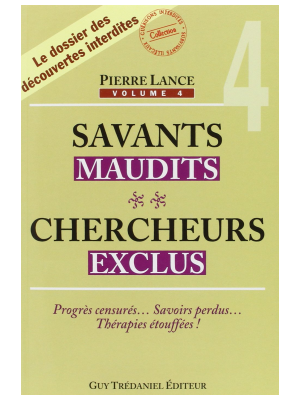 Le dossier des
découvertes interdites
Collection
4
PIERRE LANCE
VOLUME 4
SAVANTS
MAUDITS
CHERCHEURS
EXCLUS
Progrès censurés... Savoirs perdus...
Thérapies étouffées !
GUY TRÉDANIEL ÉDITEUR